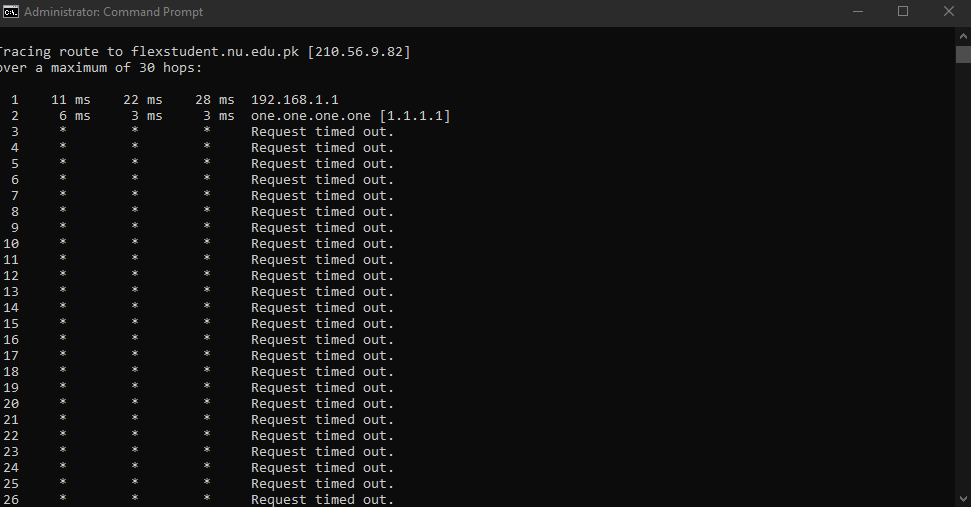 Administrator: Command Prompt
Tracing route to flexstudent.nu.edu.pk [210.56.9.82]
over a maximum of 30 hops:
1 11 ms 22 ms 28 ms 192.168.1.1
2 6 ms 3 ms 3 ms one.one.one.one [1.1.1.1]
3 * * * Request timed out.
4 * * * Request timed out.
5 * * * Request timed out.
6 * * * Request timed out.
7 * * * Request timed out.
8 * * * Request timed out.
9 * * * Request timed out.
10 * * * Request timed out.
11 * * * Request timed out.
12 * * * Request timed out.
13 * * * Request timed out.
14 * * * Request timed out.
15 * * * Request timed out.
16 * * * Request timed out.
17 * * * Request timed out.
18 * * * Request timed out.
19 * * * Request timed out.
20 * * * Request timed out.
21 * * * Request timed out.
22 * * * Request timed out.
23 * * * Request timed out.
24 * * * Request timed out.
25 * * * Request timed out.
26 * * * Request timed out.